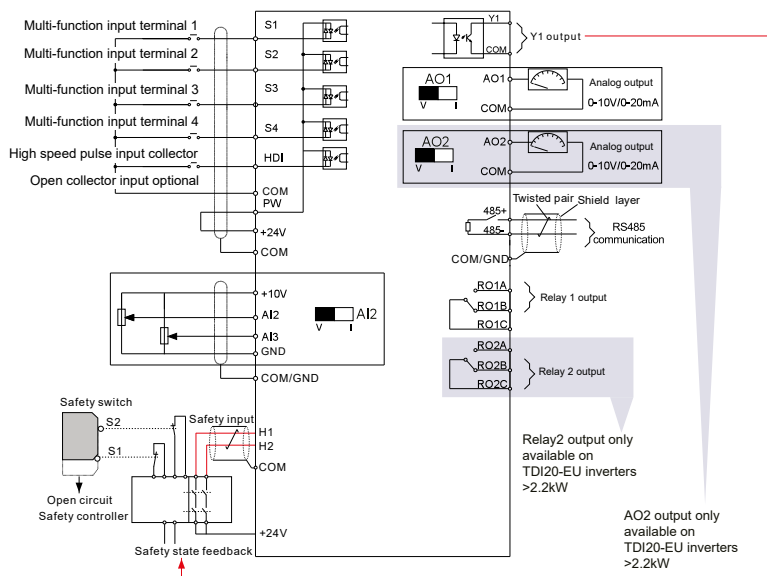 Multi-function input terminal 1
S1
Multi-function input terminal 2
S2
Multi-function input terminal 3
S3
Multi-function input terminal 4
S4
High speed pulse input collector
HDI
Open collector input optional
COM
PW
+24V
COM
+10V
AI2
AI3
GND
V I
AI2
COM/GND
Safety switch
S2
S1
Safety input
H1
H2
COM
Open circuit
Safety controller
+24V
Safety state feedback
Y1
COM
Y1 output
AO1
V I
AO1
COM
Analog output
0-10V/0-20mA
AO2
V I
AO2
COM
Analog output
0-10V/0-20mA
Twisted pair
Shield layer
485+
485-
RS485
communication
COM/GND
RO1A
RO1B
RO1C
Relay 1 output
RO2A
RO2B
RO2C
Relay 2 output
Relay2 output only
available on
TDI20-EU inverters
>2.2kW
AO2 output only
available on
TDI20-EU inverters
>2.2kW